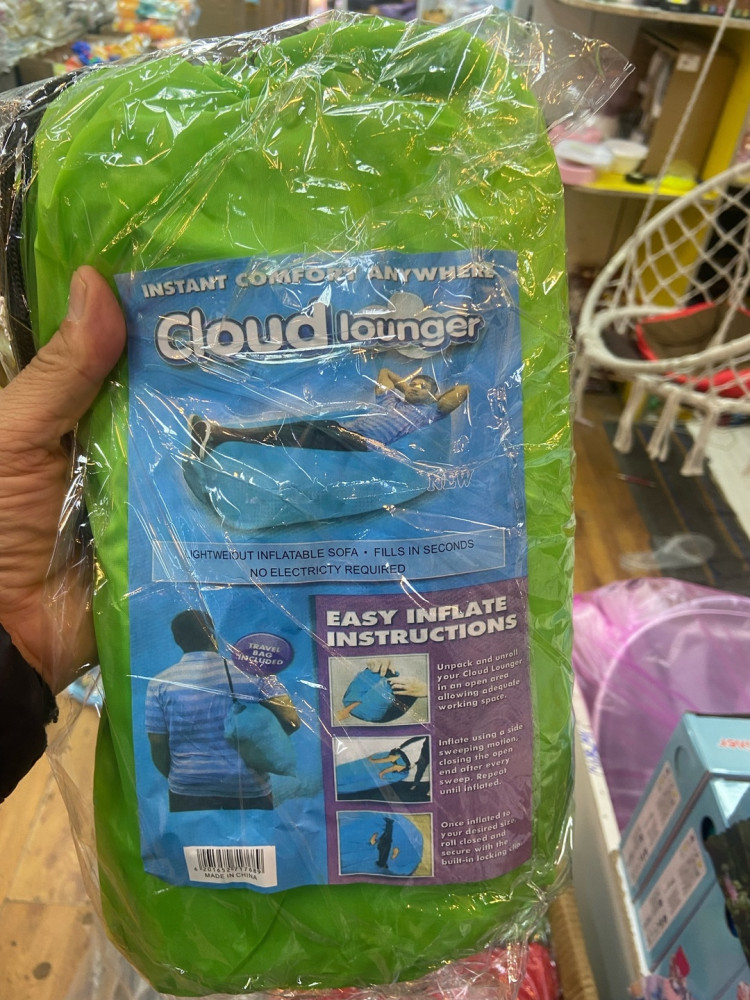 INSTANT COMFORT ANYWHERE
Cloud lounger
NEW
LIGHTWEIOUT INFLATABLE SOFA • FILLS IN SECONDS
NO ELECTRICTY REQUIRED
TRAVEL
BAG
INCLUDED
EASY INFLATE
INSTRUCTIONS
Unpack and unroll
your Cloud Lounger
in an open area
allowing adequate
working space.
Inflate using a side
sweeping motion,
closing the open
end after every
sweep. Repeat
until inflated.
Once inflated to
your desired size,
roll closed and
secure with the
built-in locking clip.
MADE IN CHINA